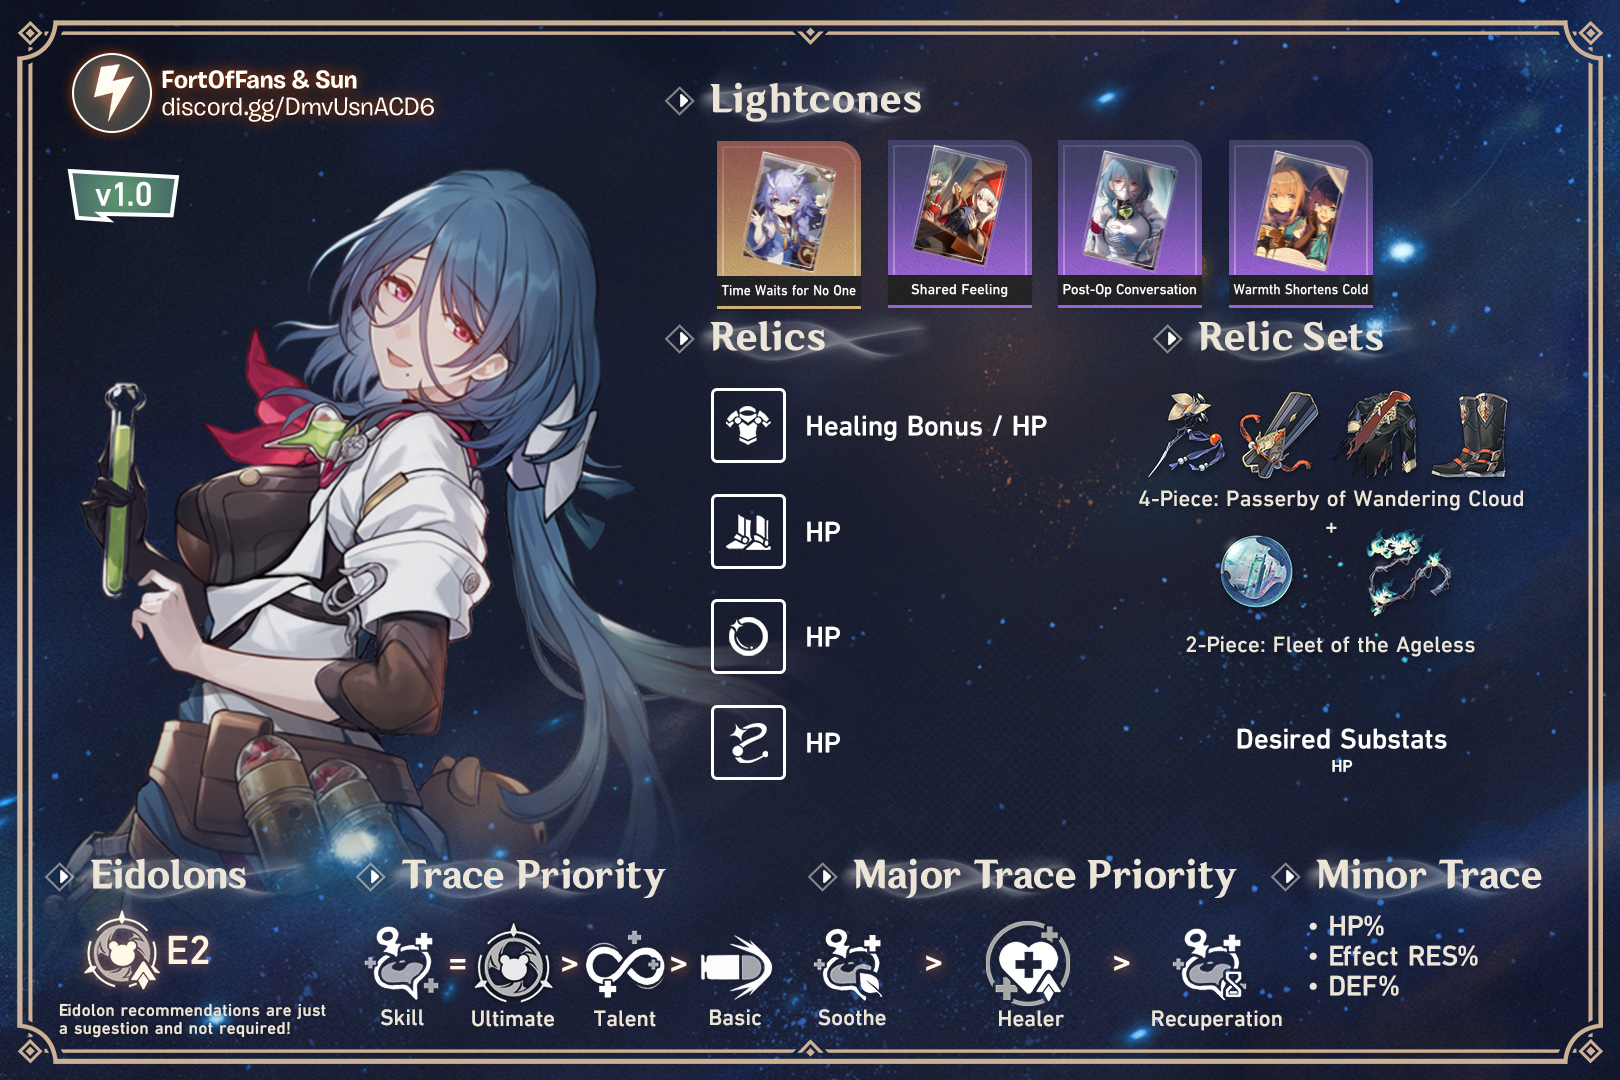 FortOfFans & Sun
discord.gg/DmvUsnACD6
v1.0
Lightcones
Time Waits for No One
Shared Feeling
Post-Op Conversation
Warmth Shortens Cold
Relics
Healing Bonus / HP
HP
HP
HP
Relic Sets
4-Piece: Passerby of Wandering Cloud
+
2-Piece: Fleet of the Ageless
Desired Substats
HP
Eidolons
E2
Eidolon recommendations are just
a sugestion and not required!
Trace Priority
= > >
Skill Ultimate Talent Basic
Major Trace Priority
> >
Soothe Healer Recuperation
Minor Trace
• HP%
• Effect RES%
• DEF%